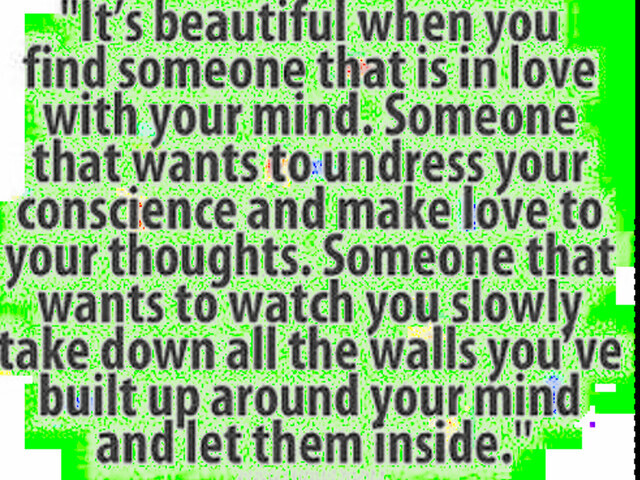 "It's beautiful when you
find someone that is in love
with your mind. Someone
that wants to undress your
conscience and make love to
your thoughts. Someone that
wants to watch you slowly
take down all the walls you've
built up around your mind
and let them inside."